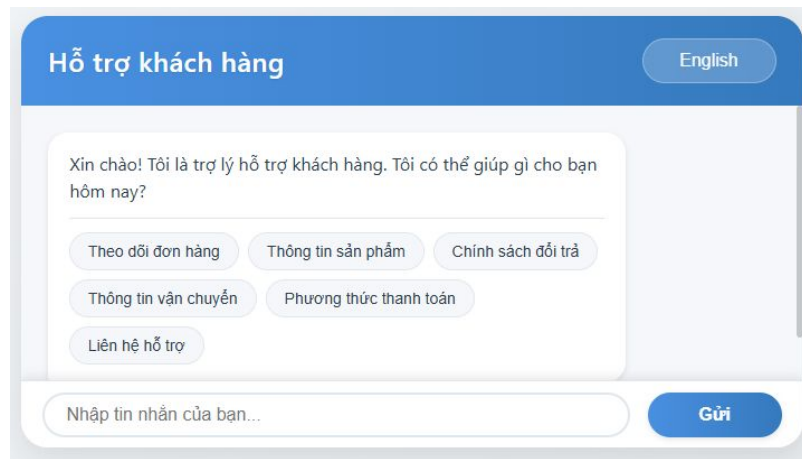 Hỗ trợ khách hàng
English
Xin chào! Tôi là trợ lý hỗ trợ khách hàng. Tôi có thể giúp gì cho bạn
hôm nay?
Theo dõi đơn hàng
Thông tin sản phẩm
Chính sách đổi trả
Thông tin vận chuyển
Phương thức thanh toán
Liên hệ hỗ trợ
Nhập tin nhắn của bạn...
Gửi